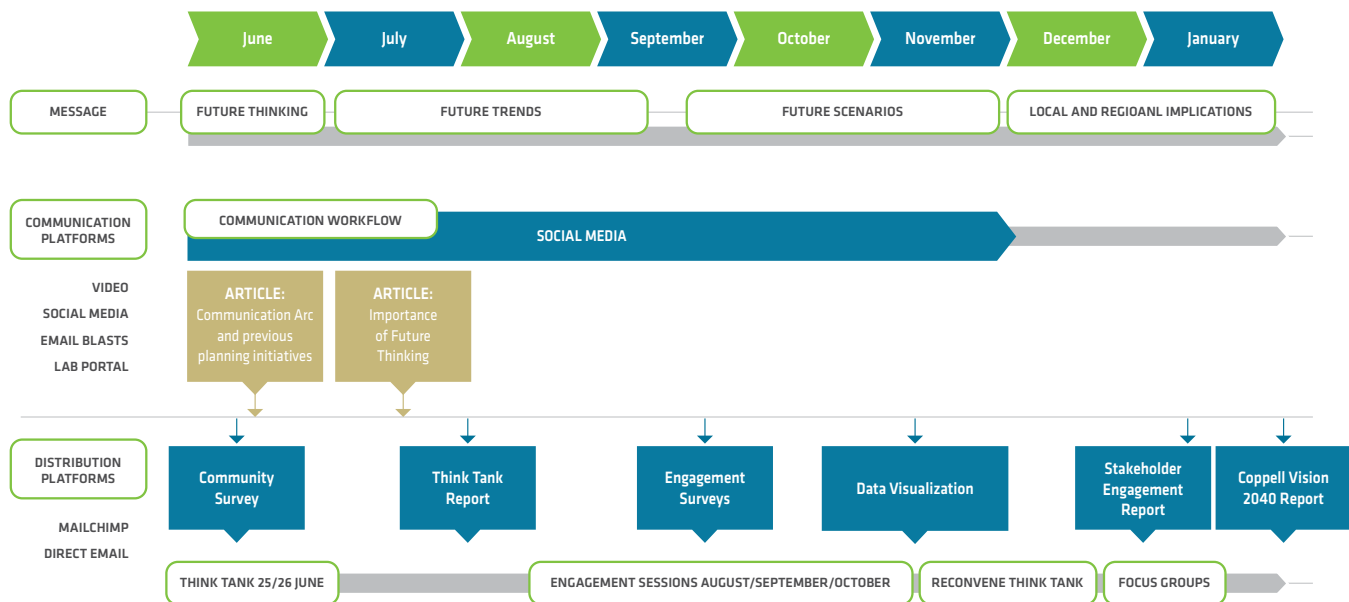 June
July
August
September
October
November
December
January
MESSAGE
FUTURE THINKING
FUTURE TRENDS
FUTURE SCENARIOS
LOCAL AND REGIOANL IMPLICATIONS
COMMUNICATION
PLATFORMS
COMMUNICATION WORKFLOW
SOCIAL MEDIA
VIDEO
SOCIAL MEDIA
EMAIL BLASTS
LAB PORTAL
ARTICLE:
Communication Arc
and previous
planning initiatives
ARTICLE:
Importance
of Future
Thinking
DISTRIBUTION
PLATFORMS
MAILCHIMP
DIRECT EMAIL
Community
Survey
Think Tank
Report
Engagement
Surveys
Data Visualization
Stakeholder
Engagement
Report
Coppell Vision
2040 Report
THINK TANK 25/26 JUNE
ENGAGEMENT SESSIONS AUGUST/SEPTEMBER/OCTOBER
RECONVENE THINK TANK
FOCUS GROUPS